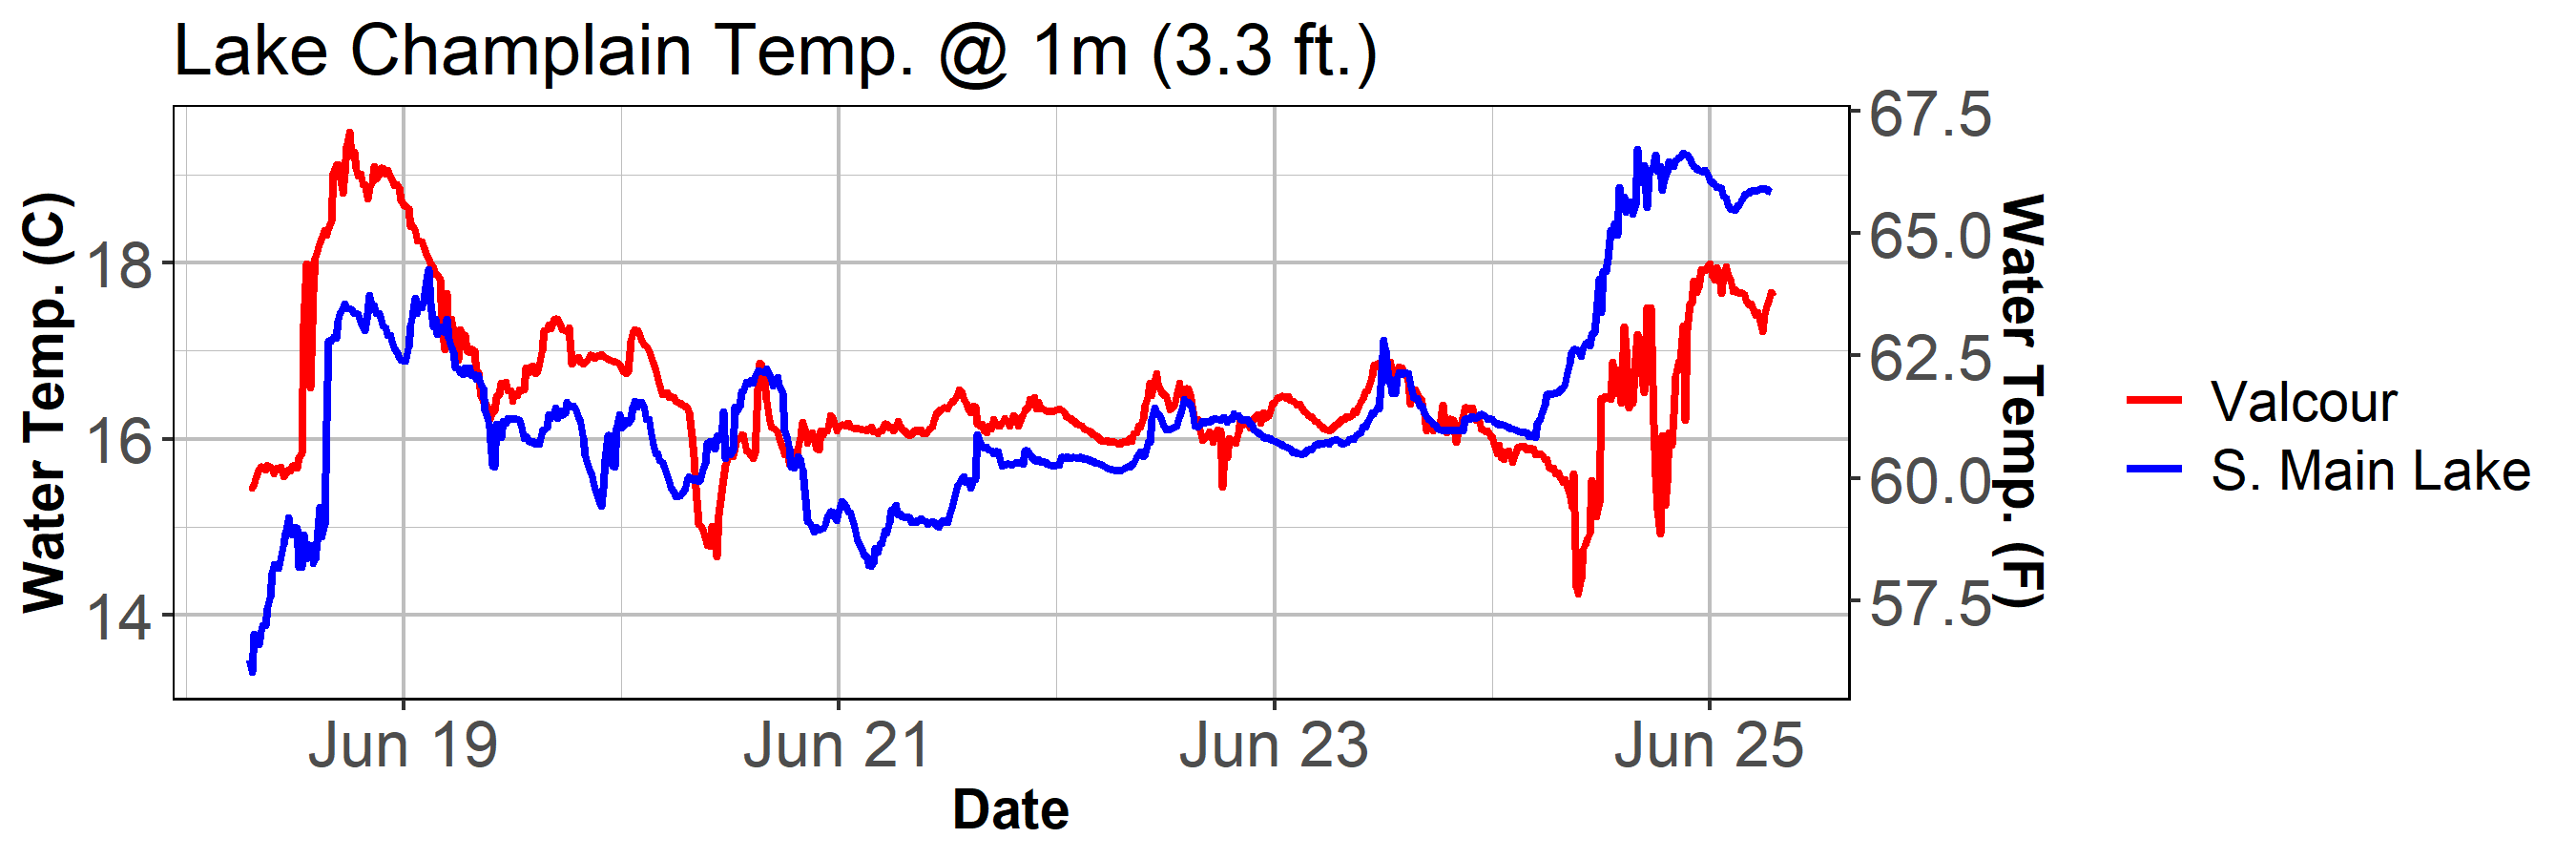 Lake Champlain Temp. @ 1m (3.3 ft.)
Water Temp. (C)
18
16
14
67.5
65.0
62.5
60.0
57.5
Water Temp. (F)
Jun 19
Jun 21
Jun 23
Jun 25
Date
Valcour
S. Main Lake